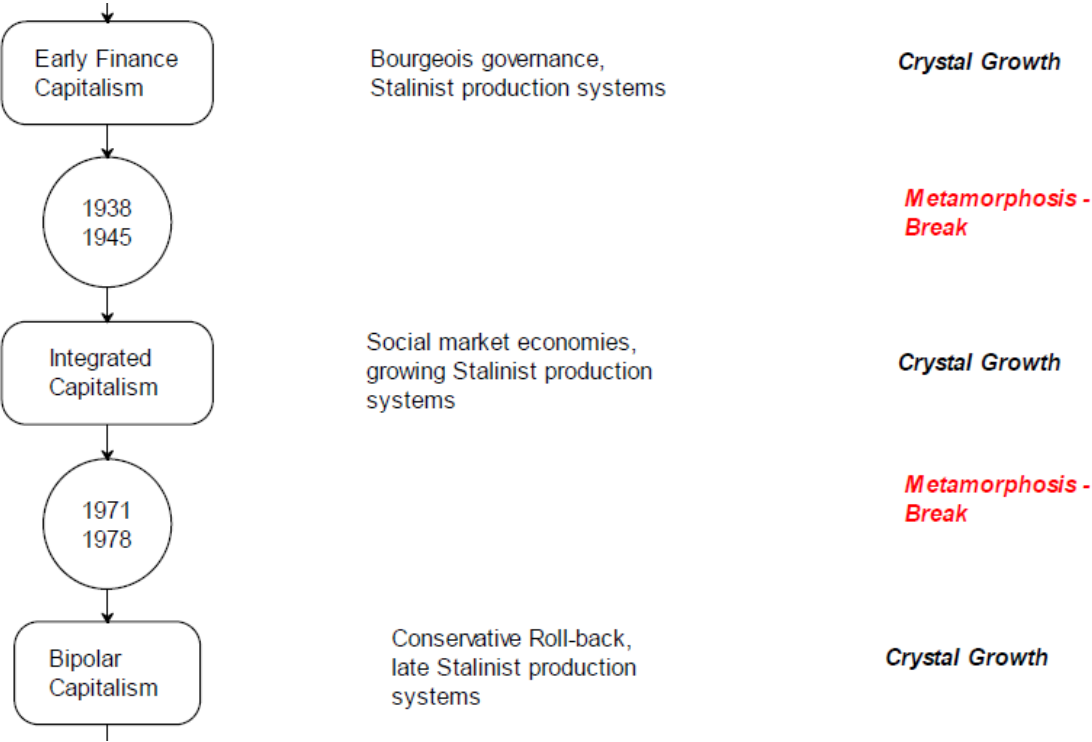 Early Finance
Capitalism
Bourgeois governance,
Stalinist production systems
Crystal Growth
1938
1945
Metamorphosis -
Break
Integrated
Capitalism
Social market economies,
growing Stalinist production
systems
Crystal Growth
1971
1978
Metamorphosis -
Break
Bipolar
Capitalism
Conservative Roll-back,
late Stalinist production
systems
Crystal Growth